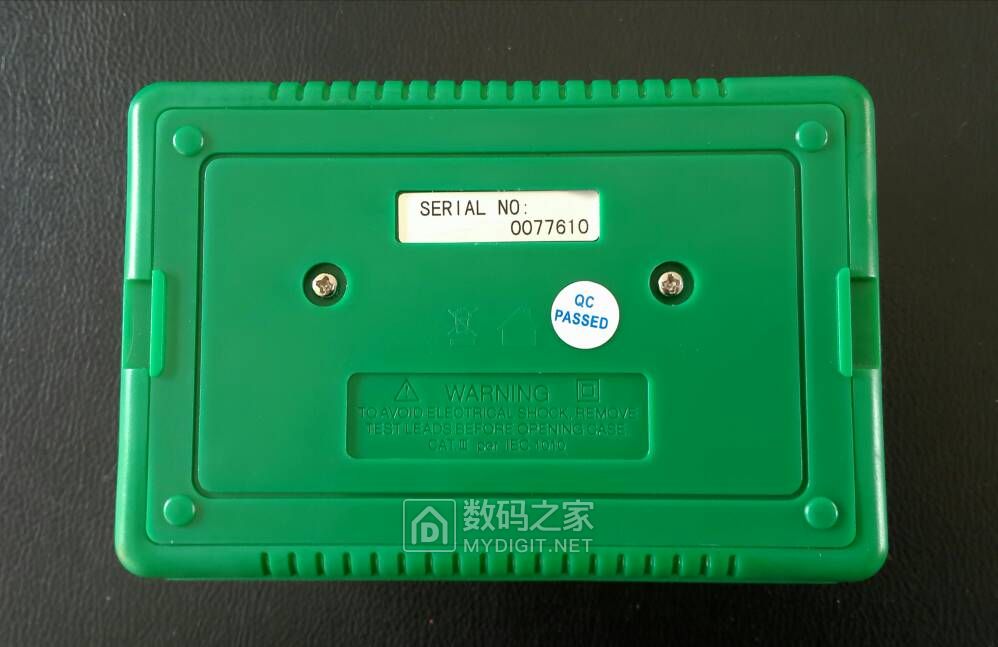 SERIAL NO:
0077610
QC
PASSED
WARNING
TO AVOID ELECTRICAL SHOCK, REMOVE
TEST LEADS BEFORE OPENING CASE.
CAT III per IEC 1010
数码之家
MYDIGIT.NET